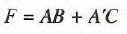 F = AB + A′C